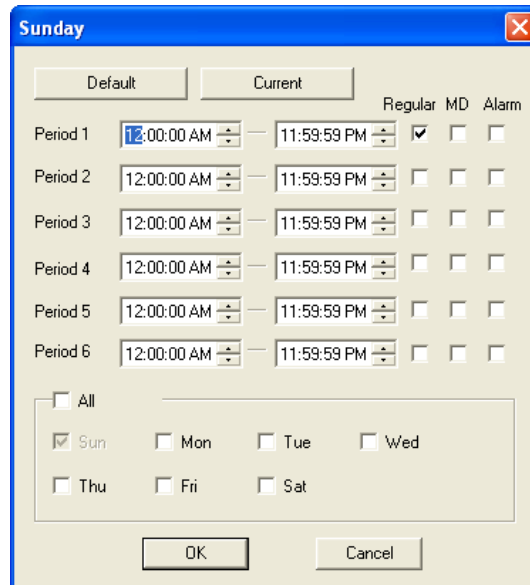 Sunday
Default Current
Regular MD Alarm
Period 1 12:00:00 AM 11:59:59 PM
Period 2 12:00:00 AM 11:59:59 PM
Period 3 12:00:00 AM 11:59:59 PM
Period 4 12:00:00 AM 11:59:59 PM
Period 5 12:00:00 AM 11:59:59 PM
Period 6 12:00:00 AM 11:59:59 PM
All
Sun Mon Tue Wed
Thu Fri Sat
OK Cancel